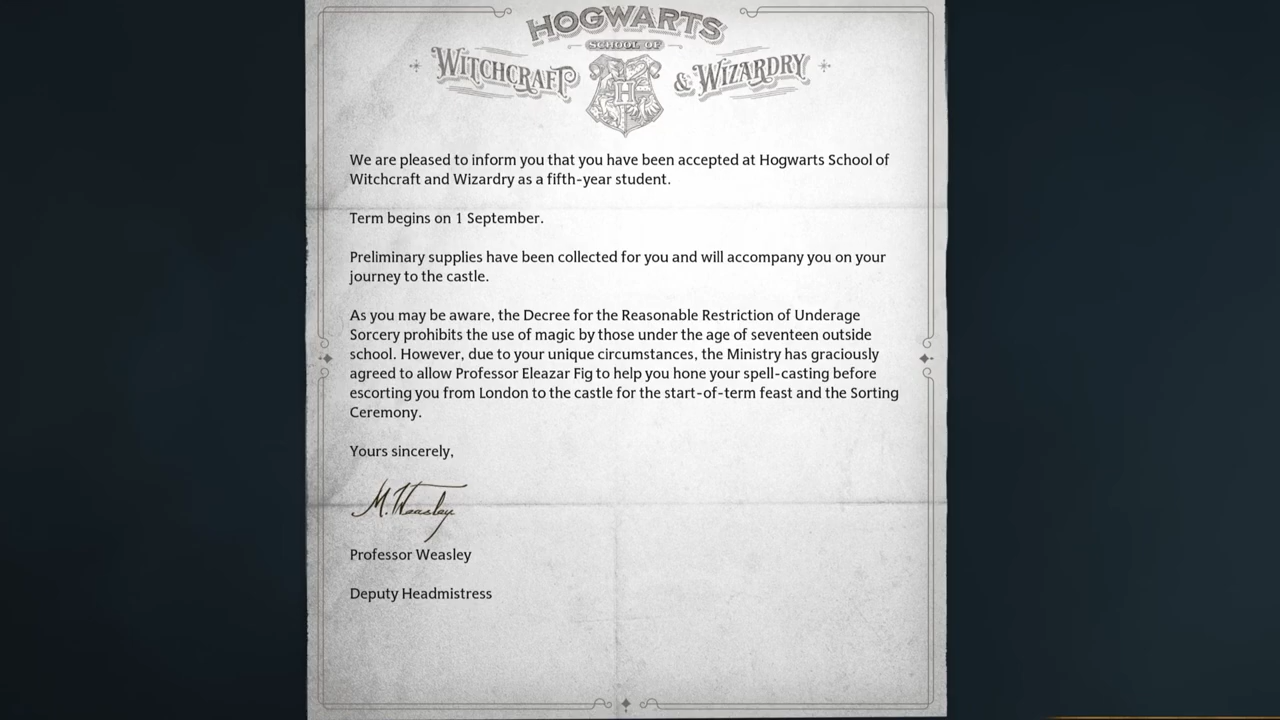 HOGWARTS
SCHOOL OF
WITCHCRAFT & WIZARDRY
H
We are pleased to inform you that you have been accepted at Hogwarts School of
Witchcraft and Wizardry as a fifth-year student.
Term begins on 1 September.
Preliminary supplies have been collected for you and will accompany you on your
journey to the castle.
As you may be aware, the Decree for the Reasonable Restriction of Underage
Sorcery prohibits the use of magic by those under the age of seventeen outside
school. However, due to your unique circumstances, the Ministry has graciously
agreed to allow Professor Eleazar Fig to help you hone your spell-casting before
escorting you from London to the castle for the start-of-term feast and the Sorting
Ceremony.
Yours sincerely,
M. Weasley
Professor Weasley
Deputy Headmistress